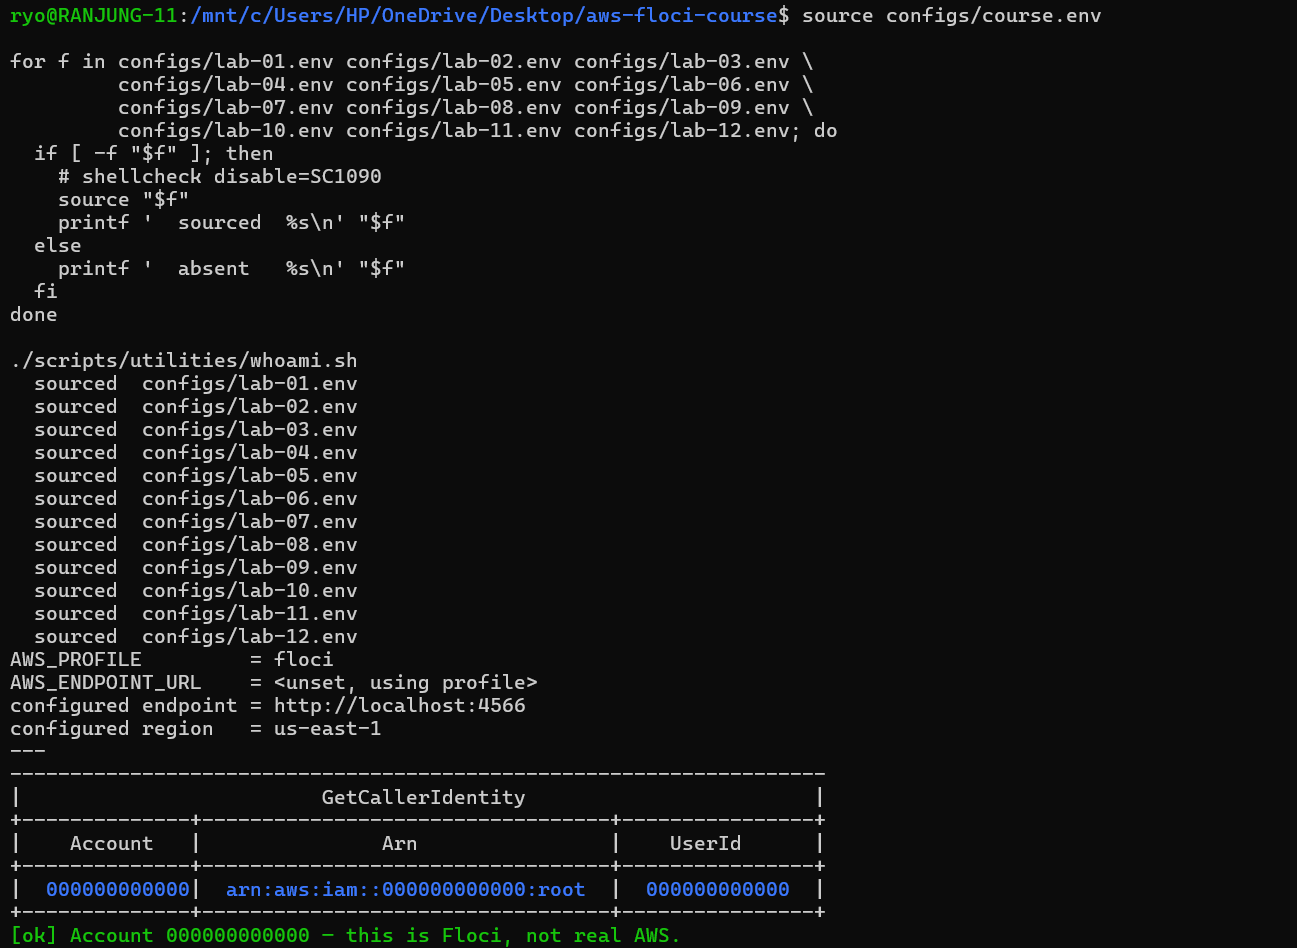 ryo@RANJUNG-11:/mnt/c/Users/HP/OneDrive/Desktop/aws-floci-course$ source configs/course.env

for f in configs/lab-01.env configs/lab-02.env configs/lab-03.env \
         configs/lab-04.env configs/lab-05.env configs/lab-06.env \
         configs/lab-07.env configs/lab-08.env configs/lab-09.env \
         configs/lab-10.env configs/lab-11.env configs/lab-12.env; do
  if [ -f "$f" ]; then
    # shellcheck disable=SC1090
    source "$f"
    printf '  sourced  %s\n' "$f"
  else
    printf '  absent   %s\n' "$f"
  fi
done

./scripts/utilities/whoami.sh
  sourced  configs/lab-01.env
  sourced  configs/lab-02.env
  sourced  configs/lab-03.env
  sourced  configs/lab-04.env
  sourced  configs/lab-05.env
  sourced  configs/lab-06.env
  sourced  configs/lab-07.env
  sourced  configs/lab-08.env
  sourced  configs/lab-09.env
  sourced  configs/lab-10.env
  sourced  configs/lab-11.env
  sourced  configs/lab-12.env
AWS_PROFILE         = floci
AWS_ENDPOINT_URL    = <unset, using profile>
configured endpoint = http://localhost:4566
configured region   = us-east-1
---
--------------------------------------------------------------------
|                         GetCallerIdentity                        |
+--------------+----------------------------------+----------------+
|    Account   |               Arn                |    UserId      |
+--------------+----------------------------------+----------------+
|  000000000000|  arn:aws:iam::000000000000:root  |  000000000000  |
+--------------+----------------------------------+----------------+
[ok] Account 000000000000 - this is Floci, not real AWS.